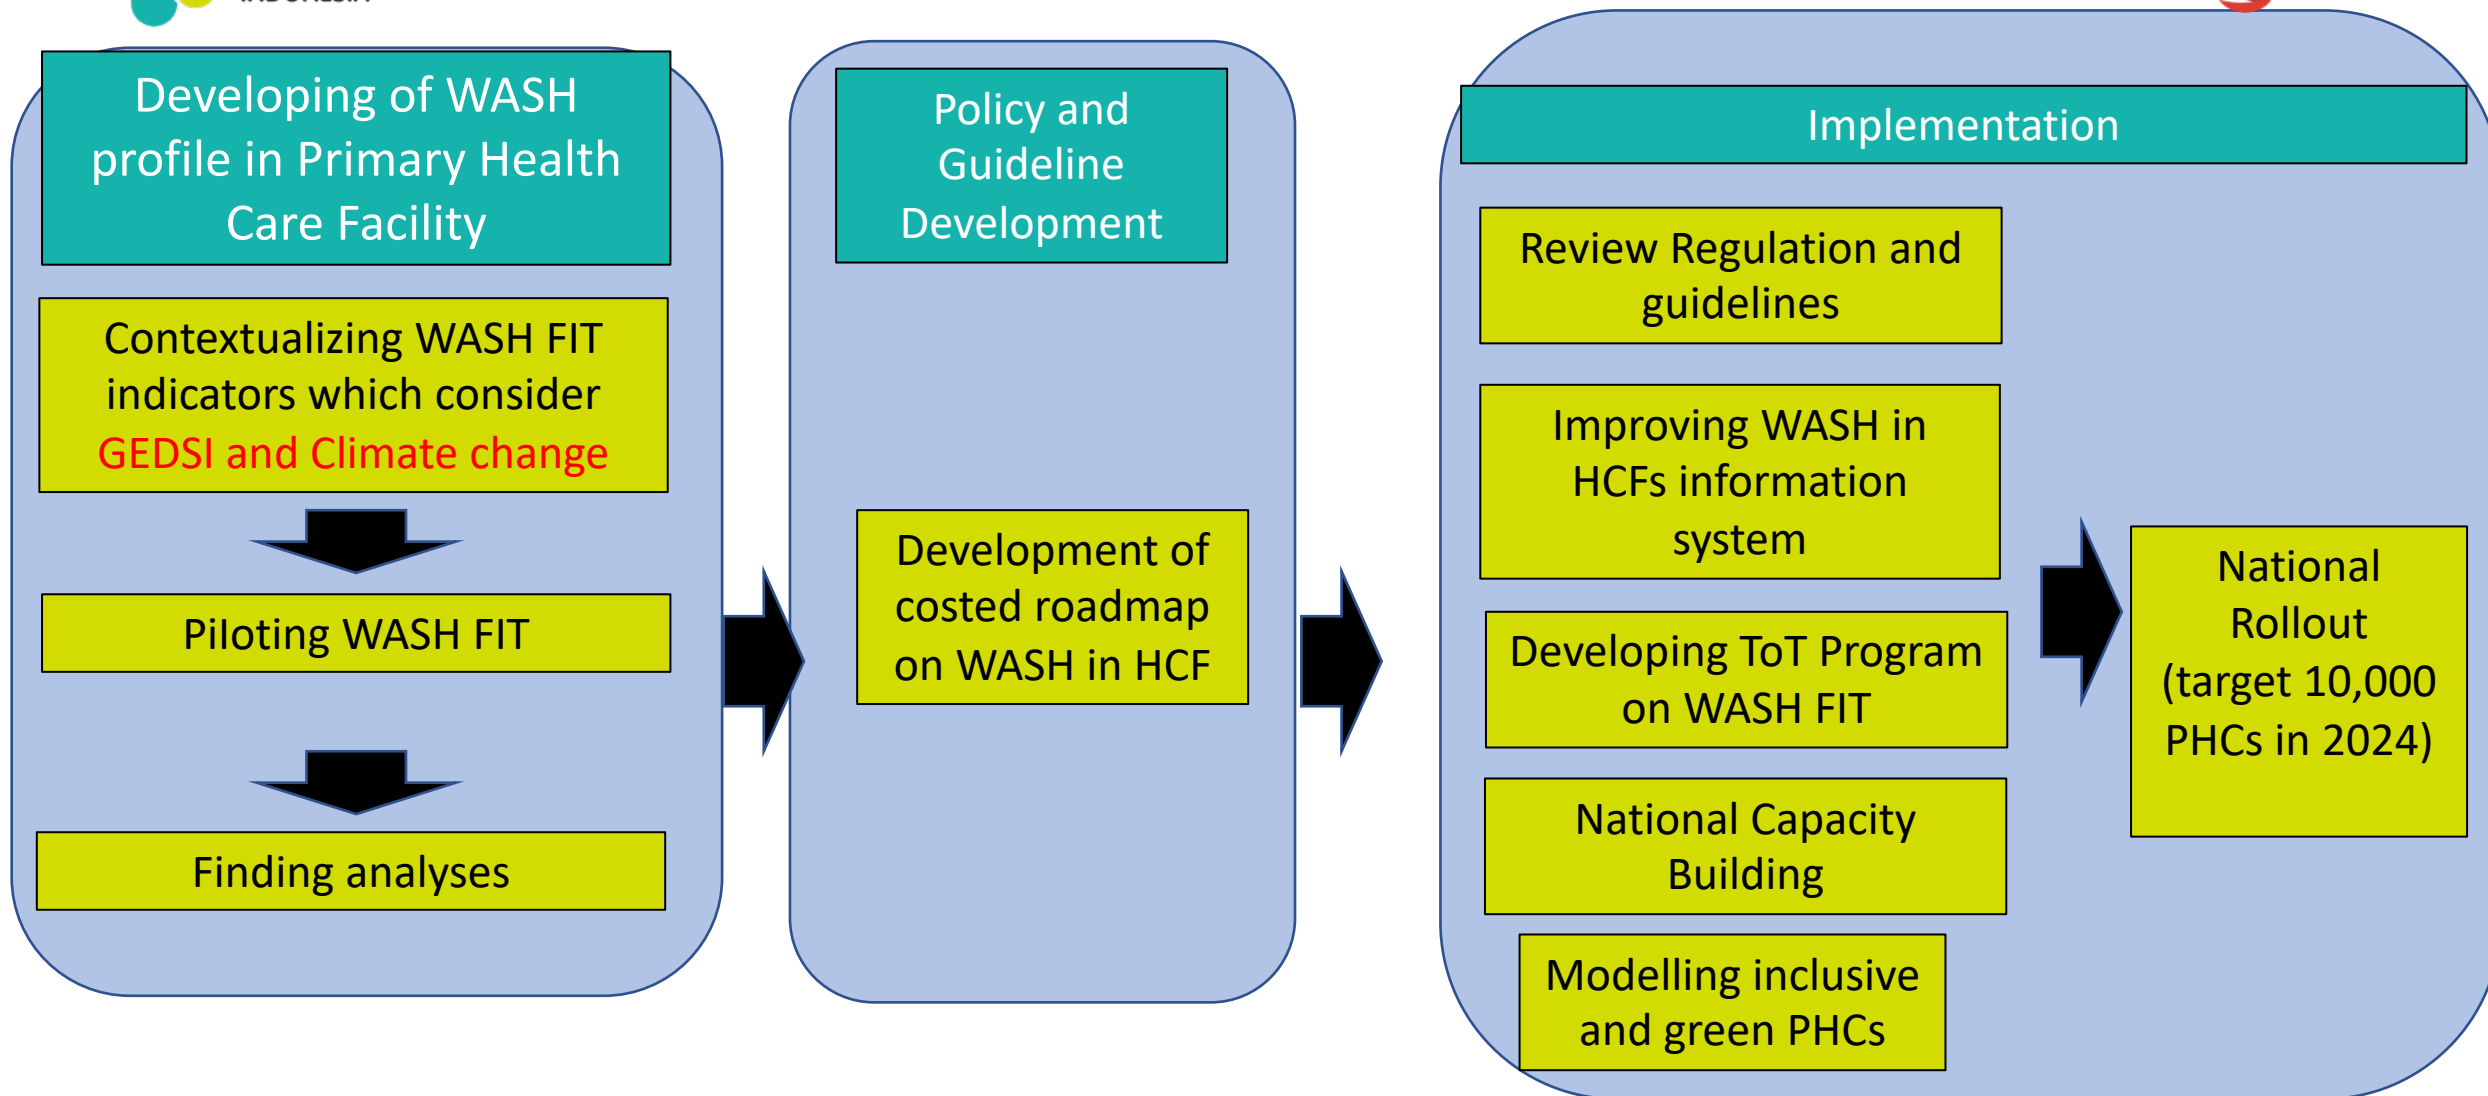 Developing of WASH
profile in Primary Health
Care Facility
Contextualizing WASH FIT
indicators which consider
GEDSI and Climate change
Piloting WASH FIT
Finding analyses
Policy and
Guideline
Development
Development of
costed roadmap
on WASH in HCF
Implementation
Review Regulation and
guidelines
Improving WASH in
HCFs information
system
Developing ToT Program
on WASH FIT
National Capacity
Building
Modelling inclusive
and green PHCs
National
Rollout
(target 10,000
PHCs in 2024)